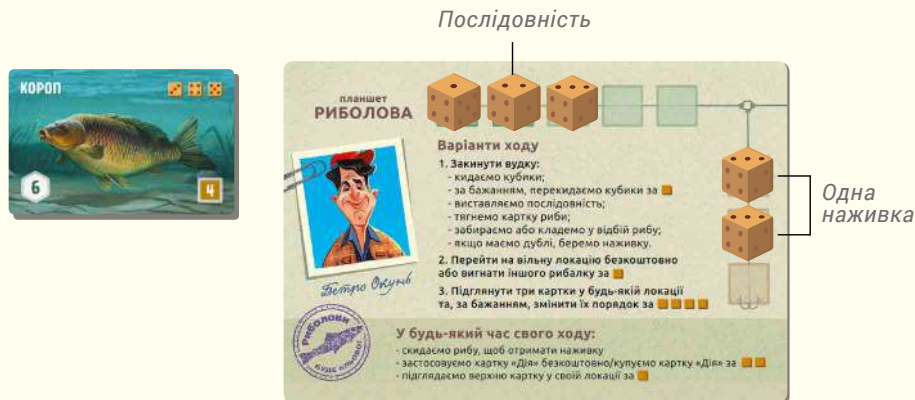 Послідовність
КОРОП
6
4
планшет
РИБОЛОВА
Варіанти ходу
1. Закинути вудку:
- кидаємо кубики;
- за бажанням, перекидаємо кубики за
- виставляємо послідовність;
- тягнемо картку риби;
- забираємо або кладемо у відбій рибу;
- якщо маємо дублі, беремо наживку.
2. Перейти на вільну локацію безкоштовно
або вигнати іншого рибалку за
3. Підглянути три картки у будь-якій локації
та, за бажанням, змінити їх порядок за
Одна
наживка
Петро Окунь
РИБОЛОВИ
БУДЕ КЛЬОВО!
У будь-який час свого ходу:
- скидаємо рибу, щоб отримати наживку
- застосовуємо картку «Дія» безкоштовно/купуємо картку «Дія» за
- підглядаємо верхню картку у своїй локації за